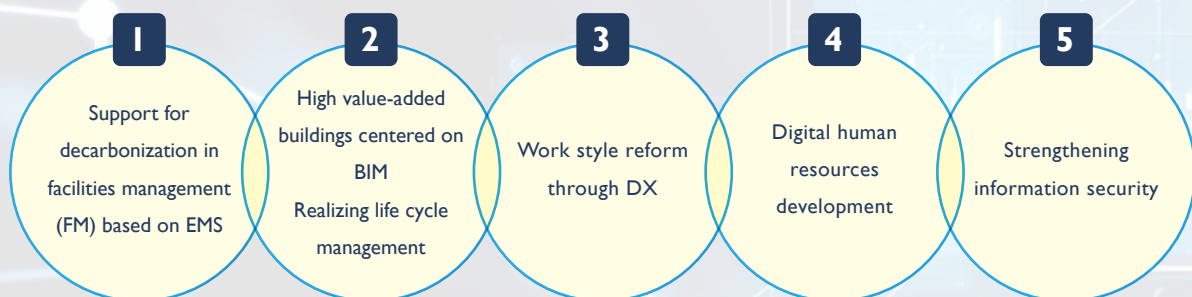 1
Support for
decarbonization in
facilities management
(FM) based on EMS
2
High value-added
buildings centered on
BIM
Realizing life cycle
management
3
Work style reform
through DX
4
Digital human
resources
development
5
Strengthening
information security